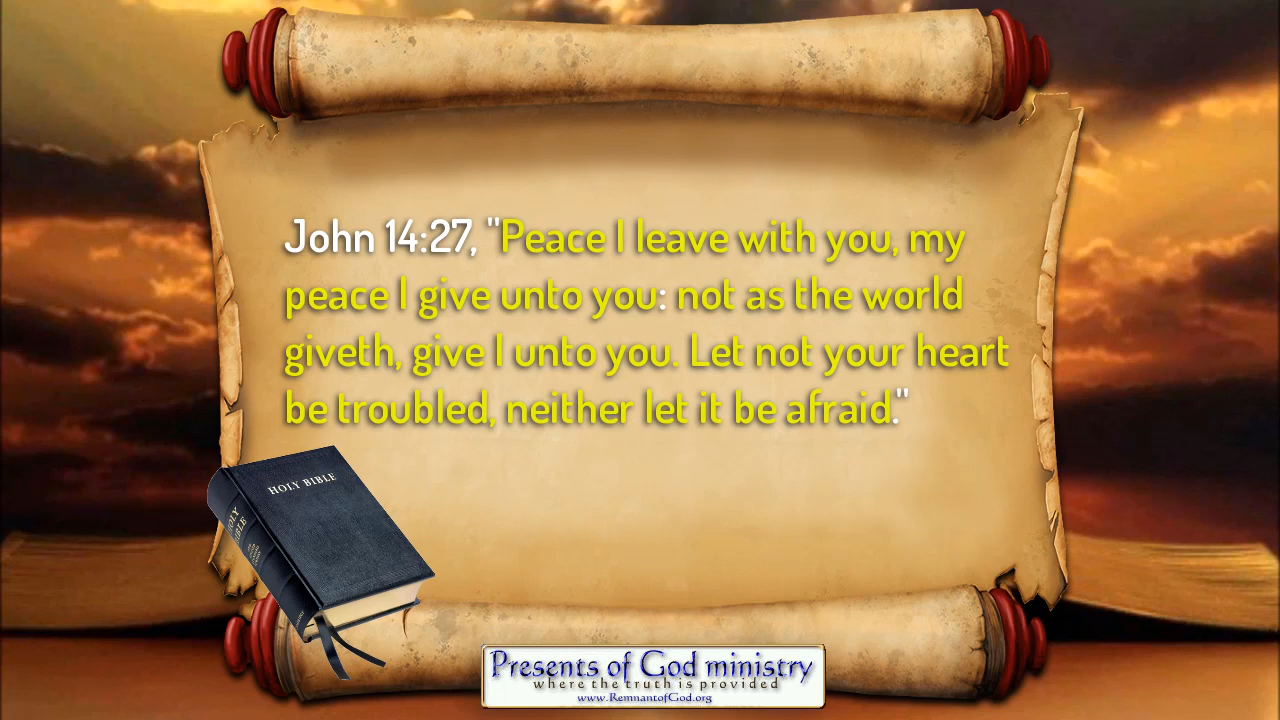 John 14:27, "Peace I leave with you, my
peace I give unto you: not as the world
giveth, give I unto you. Let not your heart
be troubled, neither let it be afraid."
HOLY BIBLE
HOLY
BIBLE
Presents of God ministry
where the truth is provided
www.RemnantofGod.org